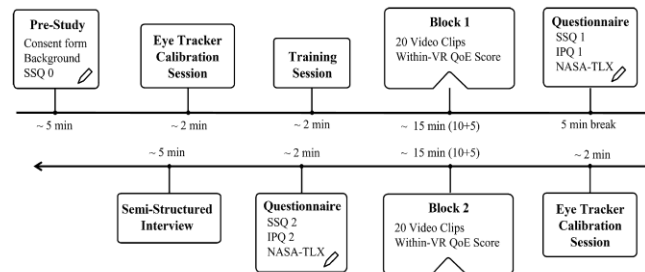 Pre-Study
Consent form
Background
SSQ 0
Eye Tracker
Calibration
Session
Training
Session
Block 1
20 Video Clips
Within-VR QoE Score
Questionnaire
SSQ 1
IPQ 1
NASA-TLX
~ 5 min
~ 2 min
~ 2 min
~ 15 min (10+5)
5 min break
~ 5 min
~ 2 min
~ 15 min (10+5)
~ 2 min
Semi-Structured
Interview
Questionnaire
SSQ 2
IPQ 2
NASA-TLX
Block 2
20 Video Clips
Within-VR QoE Score
Eye Tracker
Calibration
Session